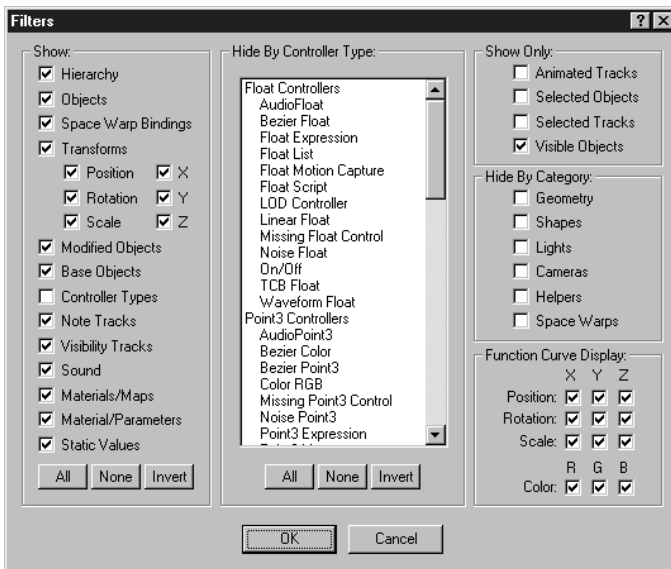 Filters
Show:
Hierarchy
Objects
Space Warp Bindings
Transforms
Position X
Rotation Y
Scale Z
Modified Objects
Base Objects
Controller Types
Note Tracks
Visibility Tracks
Sound
Materials/Maps
Material/Parameters
Static Values
All None Invert
Hide By Controller Type:
Float Controllers
AudioFloat
Bezier Float
Float Expression
Float List
Float Motion Capture
Float Script
LOD Controller
Linear Float
Missing Float Control
Noise Float
On/Off
TCB Float
Waveform Float
Point3 Controllers
AudioPoint3
Bezier Color
Bezier Point3
Color RGB
Missing Point3 Control
Noise Point3
Point3 Expression
All None Invert
Show Only:
Animated Tracks
Selected Objects
Selected Tracks
Visible Objects
Hide By Category:
Geometry
Shapes
Lights
Cameras
Helpers
Space Warps
Function Curve Display:
X Y Z
Position:
Rotation:
Scale:
R G B
Color:
OK Cancel